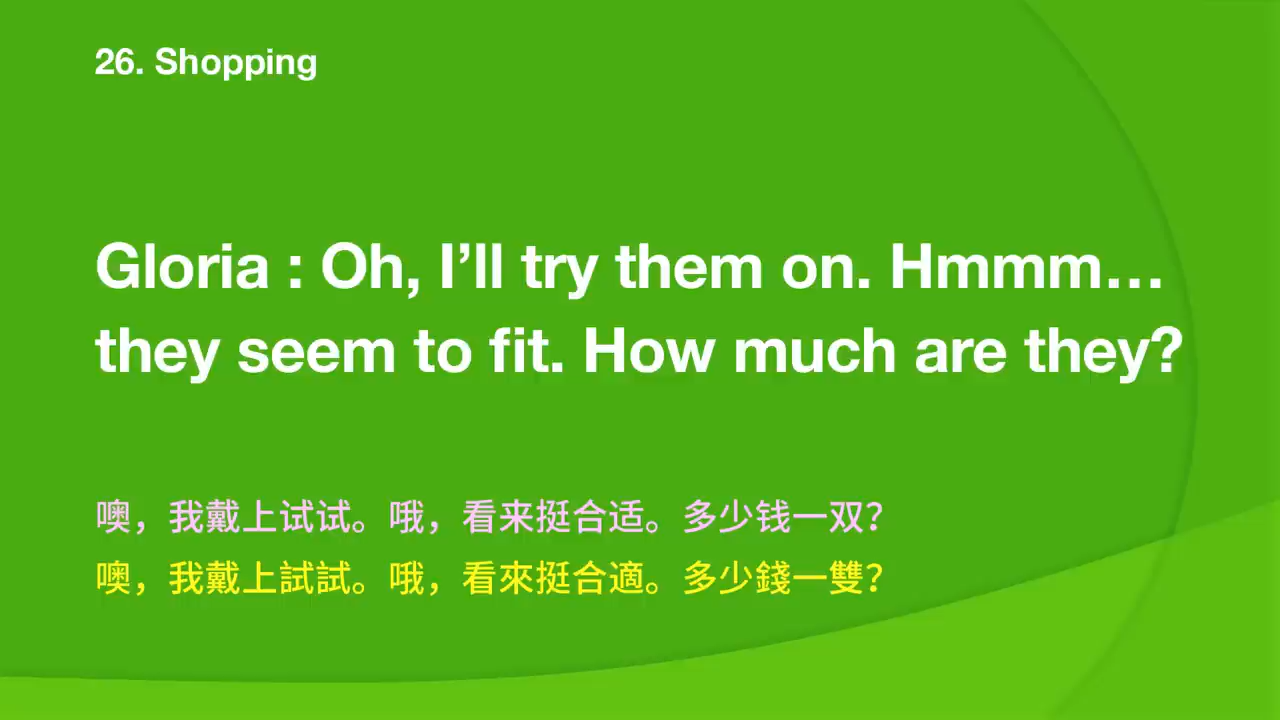 26. Shopping
Gloria : Oh, I’ll try them on. Hmmm…
they seem to fit. How much are they?
噢，我戴上试试。哦，看来挺合适。多少钱一双？
噢，我戴上試試。哦，看來挺合適。多少錢一雙？